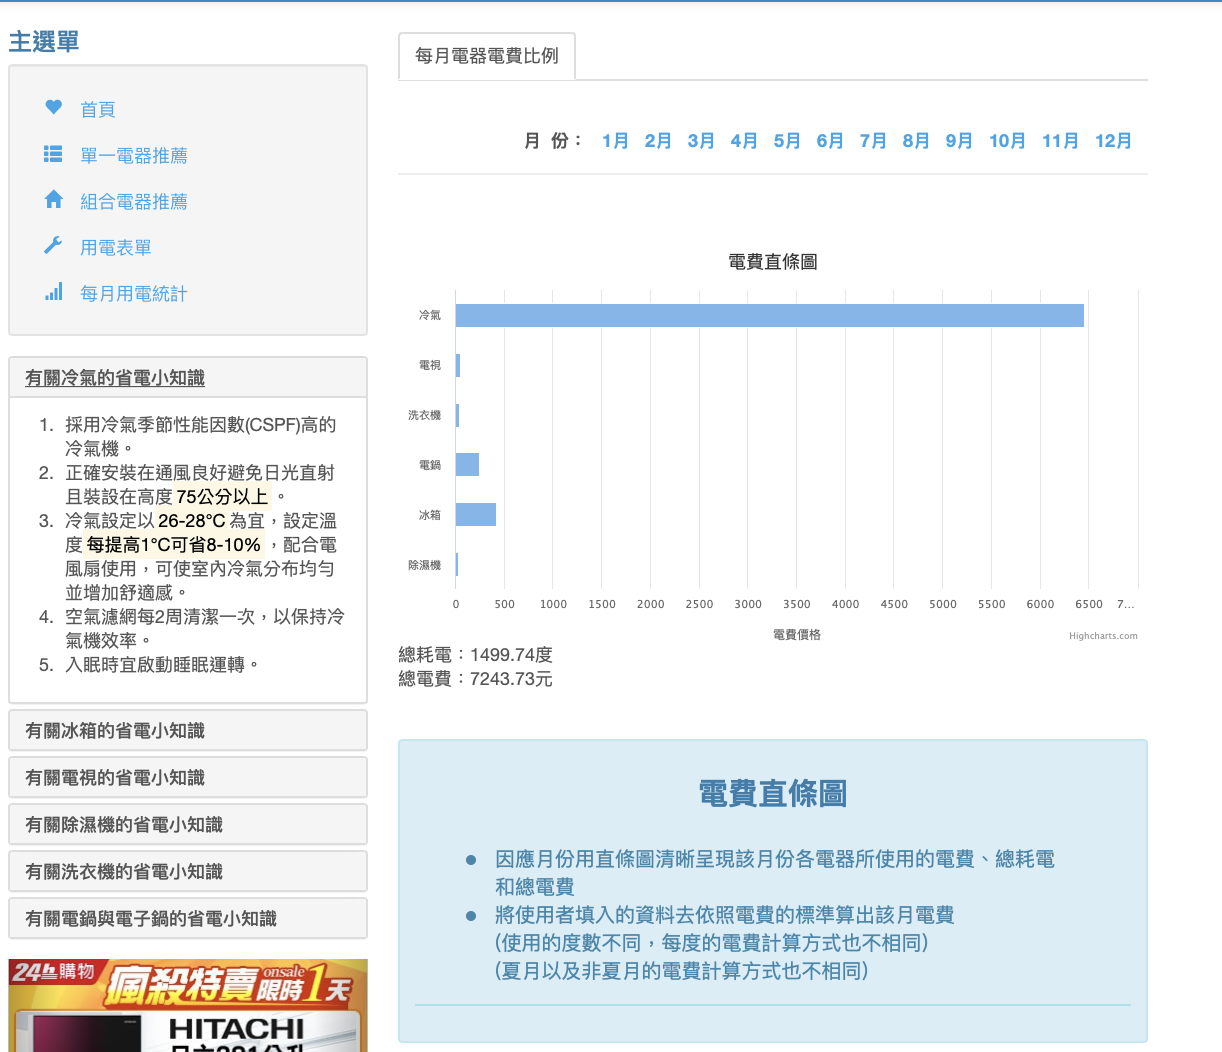 主選單
首頁
單一電器推薦
組合電器推薦
用電表單
每月用電統計
有關冷氣的省電小知識
1. 採用冷氣季節性能因數(CSPF)高的
冷氣機。
2. 正確安裝在通風良好避免日光直射
且裝設在高度 75公分以上 。
3. 冷氣設定以 26-28°C 為宜，設定溫
度 每提高1°C可省8-10% ，配合電
風扇使用，可使室內冷氣分布均勻
並增加舒適感。
4. 空氣濾網每2周清潔一次，以保持冷
氣機效率。
5. 入眠時宜啟動睡眠運轉。
有關冰箱的省電小知識
有關電視的省電小知識
有關除濕機的省電小知識
有關洗衣機的省電小知識
有關電鍋與電子鍋的省電小知識
24h購物
瘋殺特賣 onsale 限時1天
HITACHI
每月電器電費比例
月 份： 1月 2月 3月 4月 5月 6月 7月 8月 9月 10月 11月 12月
電費直條圖
冷氣
電視
洗衣機
電鍋
冰箱
除濕機
0 500 1000 1500 2000 2500 3000 3500 4000 4500 5000 5500 6000 6500 7...
電費價格
Highcharts.com
總耗電：1499.74度
總電費：7243.73元
電費直條圖
因應月份用直條圖清晰呈現該月份各電器所使用的電費、總耗電
和總電費
將使用者填入的資料去依照電費的標準算出該月電費
(使用的度數不同，每度的電費計算方式也不相同)
(夏月以及非夏月的電費計算方式也不相同)